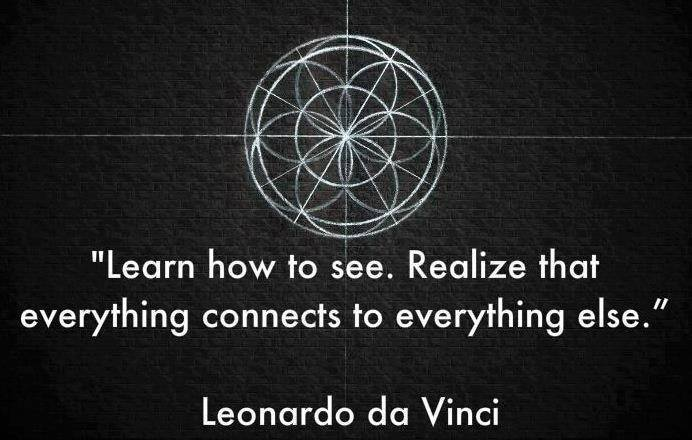 "Learn how to see. Realize that
everything connects to everything else.”
Leonardo da Vinci